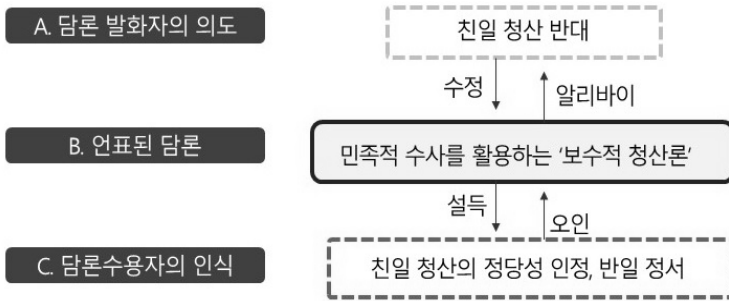 A. 담론 발화자의 의도
친일 청산 반대
수정
알리바이
B. 언표된 담론
민족적 수사를 활용하는 ‘보수적 청산론’
설득
오인
C. 담론수용자의 인식
친일 청산의 정당성 인정, 반일 정서